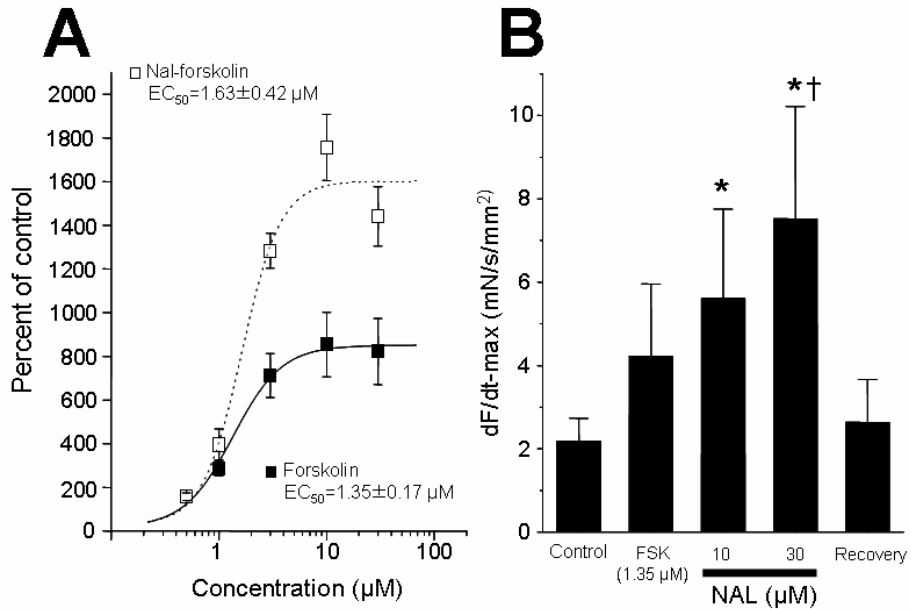 A
Nal-forskolin
EC50=1.63±0.42 µM
2000
1800
1600
1400
1200
1000
800
600
400
200
0
Percent of control
Forskolin
EC50=1.35±0.17 µM
1
10
100
Concentration (µM)
B
10
8
6
4
2
0
dF/dt-max (mN/s/mm²)
*
*†
Control
FSK
(1.35 µM)
10
30
Recovery
NAL (µM)